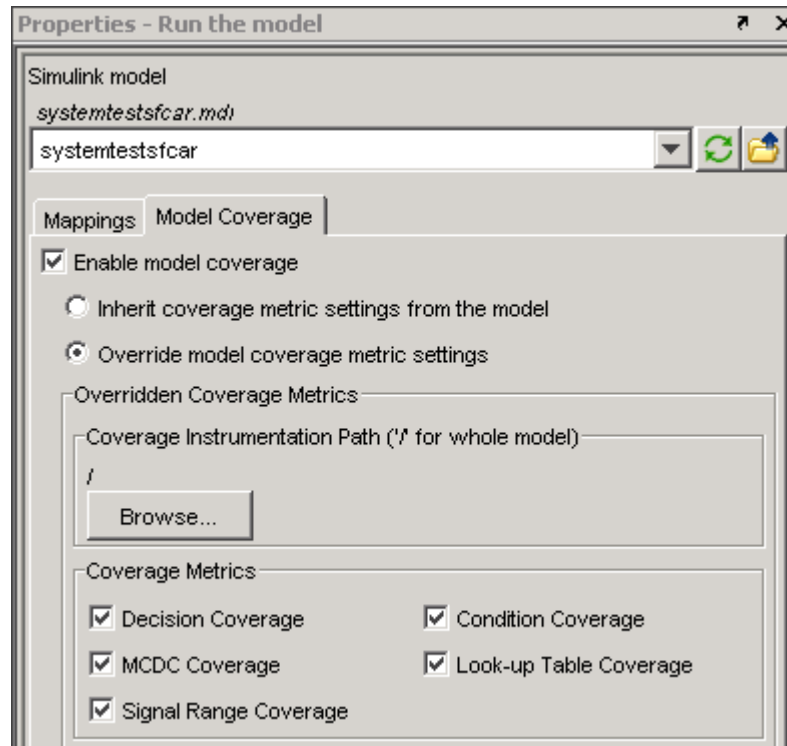 Properties - Run the model
Simulink model
systemtestsfcar.mdl
systemtestsfcar
Mappings Model Coverage
Enable model coverage
Inherit coverage metric settings from the model
Override model coverage metric settings
Overridden Coverage Metrics
Coverage Instrumentation Path ('/' for whole model)
/
Browse...
Coverage Metrics
Decision Coverage Condition Coverage
MCDC Coverage Look-up Table Coverage
Signal Range Coverage